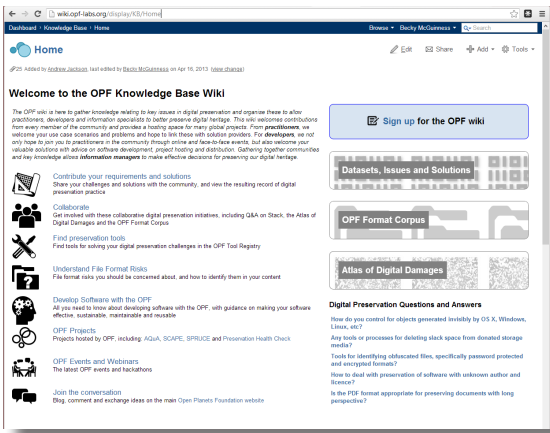 wiki.opf-labs.org/display/KB/Home
Dashboard › Knowledge Base › Home
Browse Becky McGuinness Search
Home
Edit Share Add Tools
25 Added by Andrew Jackson, last edited by Becky McGuinness on Apr 16, 2013 (view change)
Welcome to the OPF Knowledge Base Wiki
The OPF wiki is here to gather knowledge relating to key issues in digital preservation and organise these to allow
practitioners, developers and information specialists to better preserve digital heritage. This wiki welcomes contributions
from every member of the community and provides a hosting space for many global projects. From practitioners, we
welcome your use case scenarios and problems and hope to link these with solution providers. For developers, we not
only hope to join you to practitioners in the community through online and face-to-face events, but also welcome your
valuable solutions with advice on software development, project hosting and distribution. Gathering together communities
and key knowledge allows information managers to make effective decisions for preserving our digital heritage.
Contribute your requirements and solutions
Share your challenges and solutions with the community, and view the resulting record of digital
preservation practice
Collaborate
Get involved with these collaborative digital preservation initiatives, including Q&A on Stack, the Atlas of
Digital Damages and the OPF Format Corpus
Find preservation tools
Find tools for solving your digital preservation challenges in the OPF Tool Registry
Understand File Format Risks
File format risks you should be concerned about, and how to identify them in your content
Develop Software with the OPF
All you need to know about developing software with the OPF, with guidance on making your software
effective, sustainable, maintainable and reusable
OPF Projects
Projects hosted by OPF, including: AQuA, SCAPE, SPRUCE and Presenation Health Check
OPF Events and Webinars
The latest OPF events and hackathons
Join the conversation
Blog, comment and exchange ideas on the main Open Planets Foundation website
Sign up for the OPF wiki
Datasets, Issues and Solutions
OPF Format Corpus
Atlas of Digital Damages
Digital Preservation Questions and Answers
How do you control for objects generated invisibly by OS X, Windows,
Linux, etc?
Any tools or processes for deleting slack space from donated storage
media?
Tools for identifying obfuscated files, specifically password protected
and encrypted formats?
How to deal with preservation of software with unknown author and
licence?
Is the PDF format appropriate for preserving documents with long
perspective?